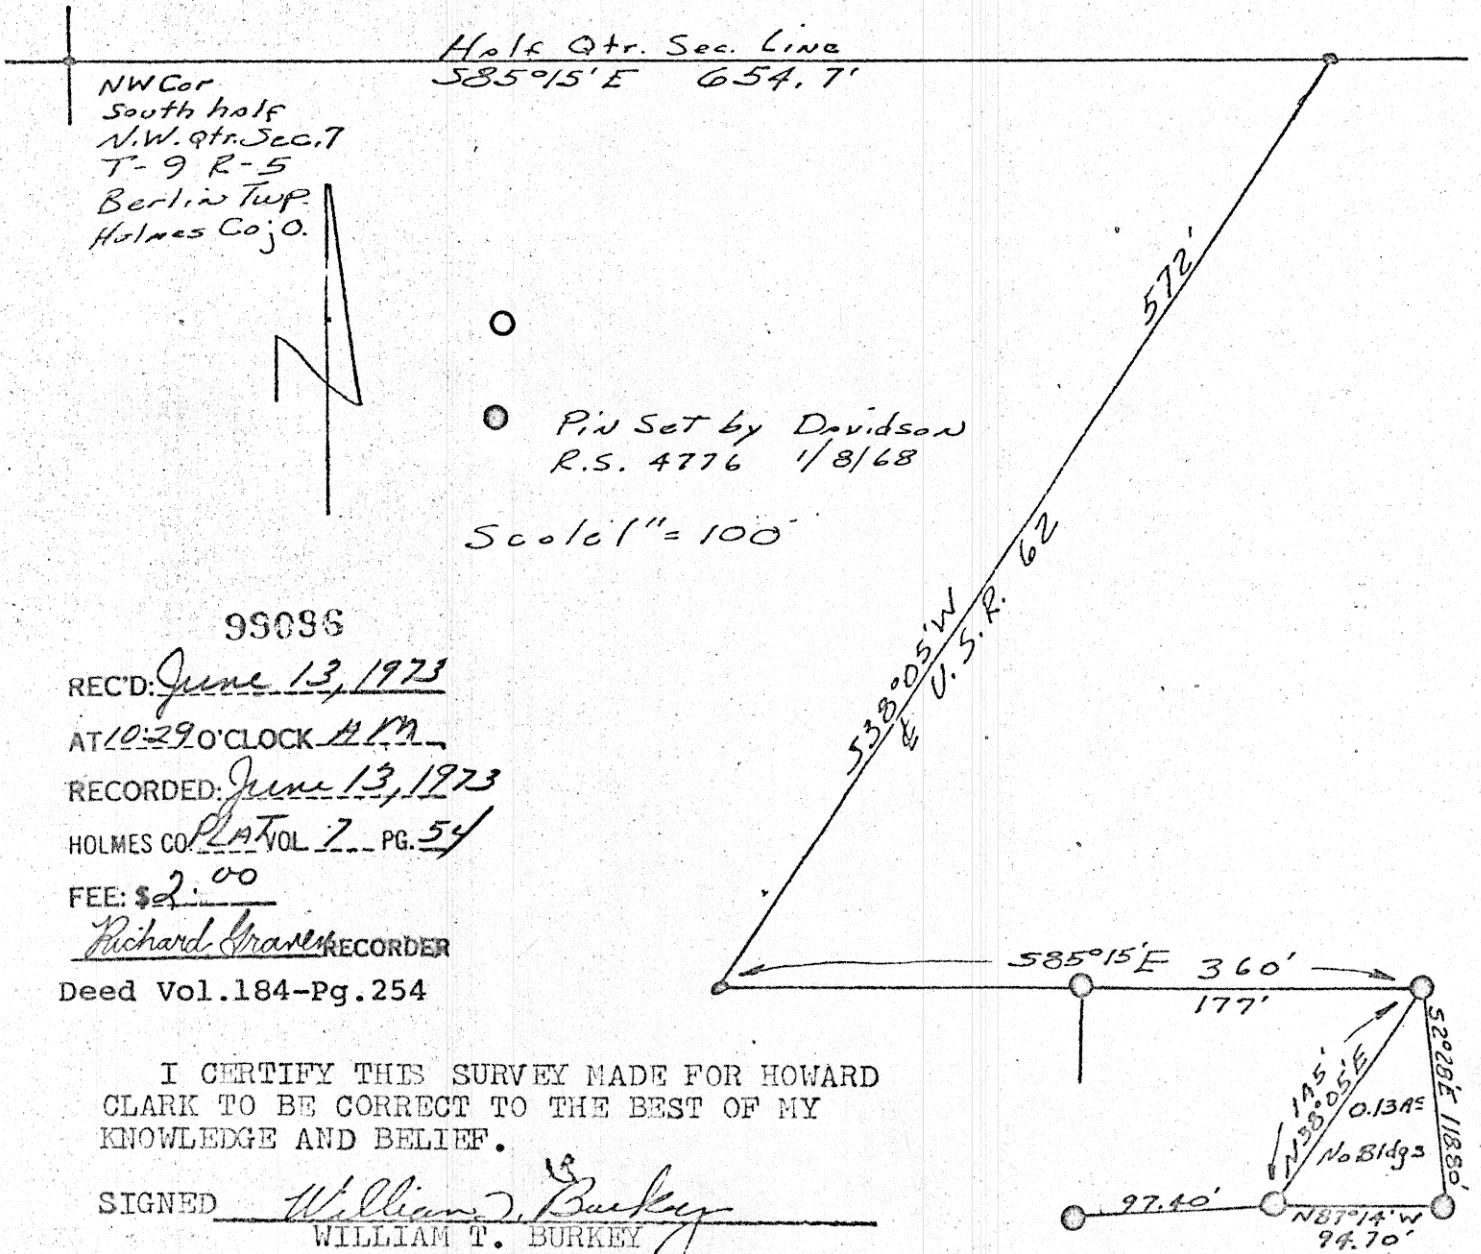 Half Qtr. Sec. Line
S85°15'E 654.7'
NW Cor.
South half
N.W. Qtr. Sec. 7
T-9 R-5
Berlin Twp.
Holmes Co; O.
572'
Pin Set by Davidson
R.S. 4776 1/8/68
Scale 1" = 100'
S38°05'W
℄ U.S.R. 62
99096
REC'D: June 13, 1973
AT 10:29 O'CLOCK A M
RECORDED: June 13, 1973
HOLMES CO. PLAT VOL 7 PG. 54
FEE: $2.00
Richard Graven RECORDER
Deed Vol.184-Pg.254
S85°15'E 360'
177'
145'
N38°05'E
S2°28'E 118.80'
0.13 Ac
No Bldgs
97.40'
N87°14'W
94.70'
I CERTIFY THIS SURVEY MADE FOR HOWARD
CLARK TO BE CORRECT TO THE BEST OF MY
KNOWLEDGE AND BELIEF.
SIGNED William T. Burkey
WILLIAM T. BURKEY